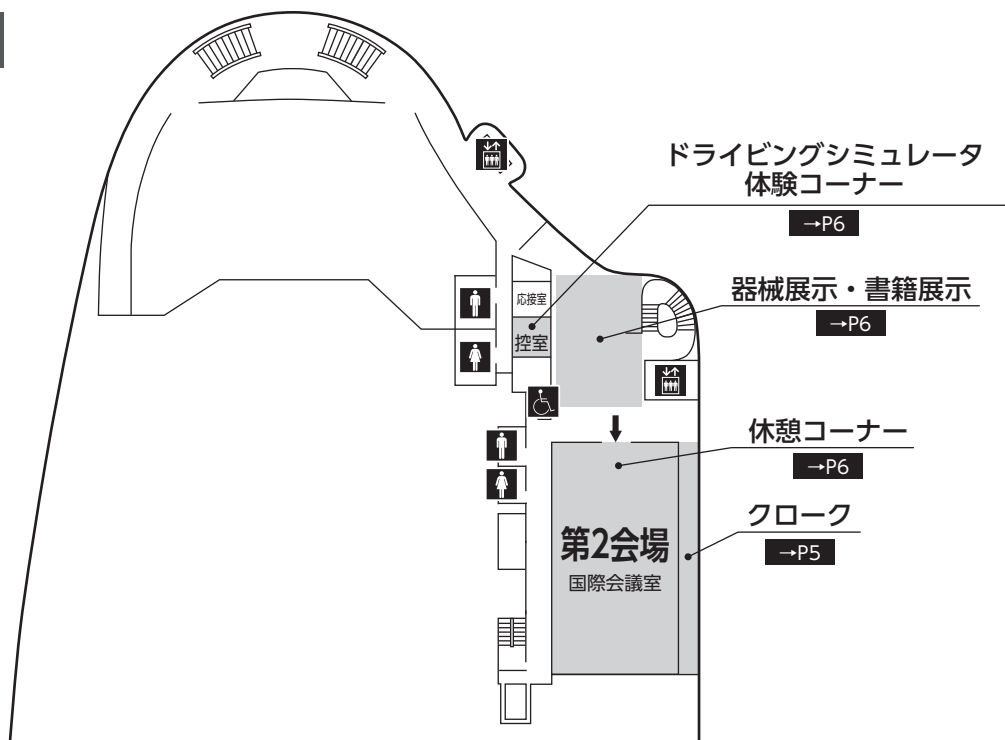 ドライビングシミュレータ
体験コーナー
→P6
応接室
器械展示・書籍展示
→P6
控室
休憩コーナー
→P6
クローク
→P5
第2会場
国際会議室